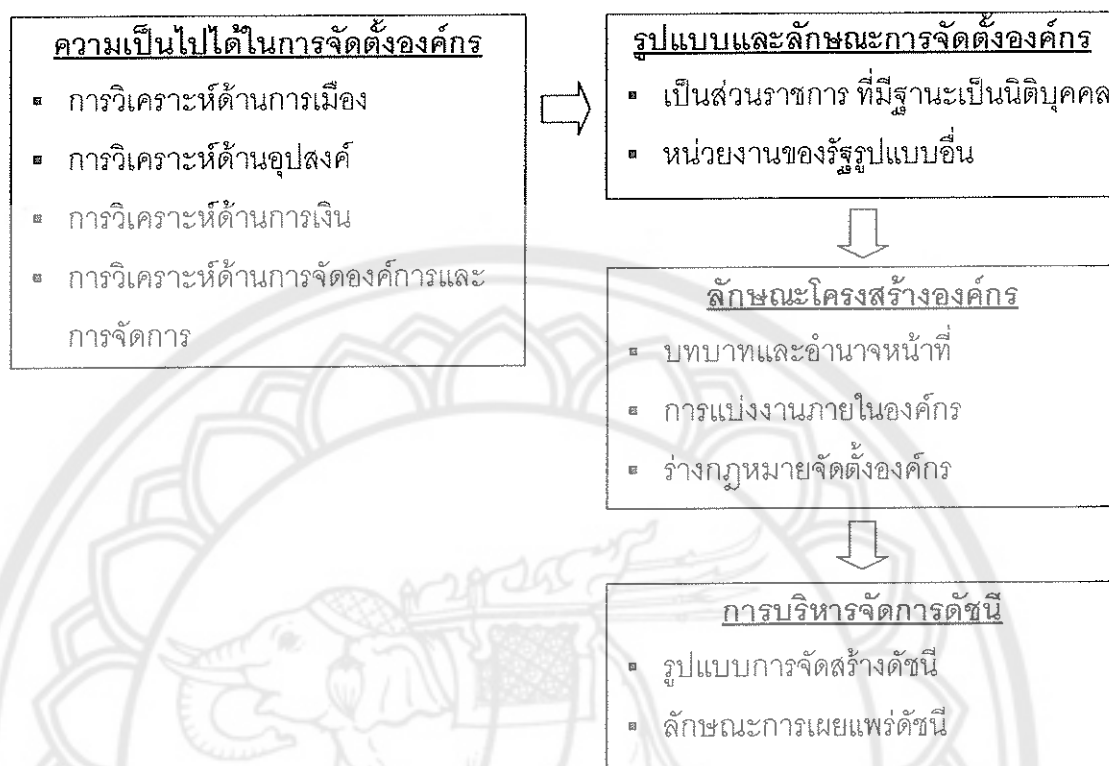 ความเป็นไปได้ในการจัดตั้งองค์กร
▪ การวิเคราะห์ด้านการเมือง
▪ การวิเคราะห์ด้านอุปสงค์
▪ การวิเคราะห์ด้านการเงิน
▪ การวิเคราะห์ด้านการจัดองค์การและ
การจัดการ
รูปแบบและลักษณะการจัดตั้งองค์กร
▪ เป็นส่วนราชการ ที่มีฐานะเป็นนิติบุคคล
▪ หน่วยงานของรัฐรูปแบบอื่น
ลักษณะโครงสร้างองค์กร
▪ บทบาทและอำนาจหน้าที่
▪ การแบ่งงานภายในองค์กร
▪ ร่างกฎหมายจัดตั้งองค์กร
การบริหารจัดการดัชนี
▪ รูปแบบการจัดสร้างดัชนี
▪ ลักษณะการเผยแพร่ดัชนี